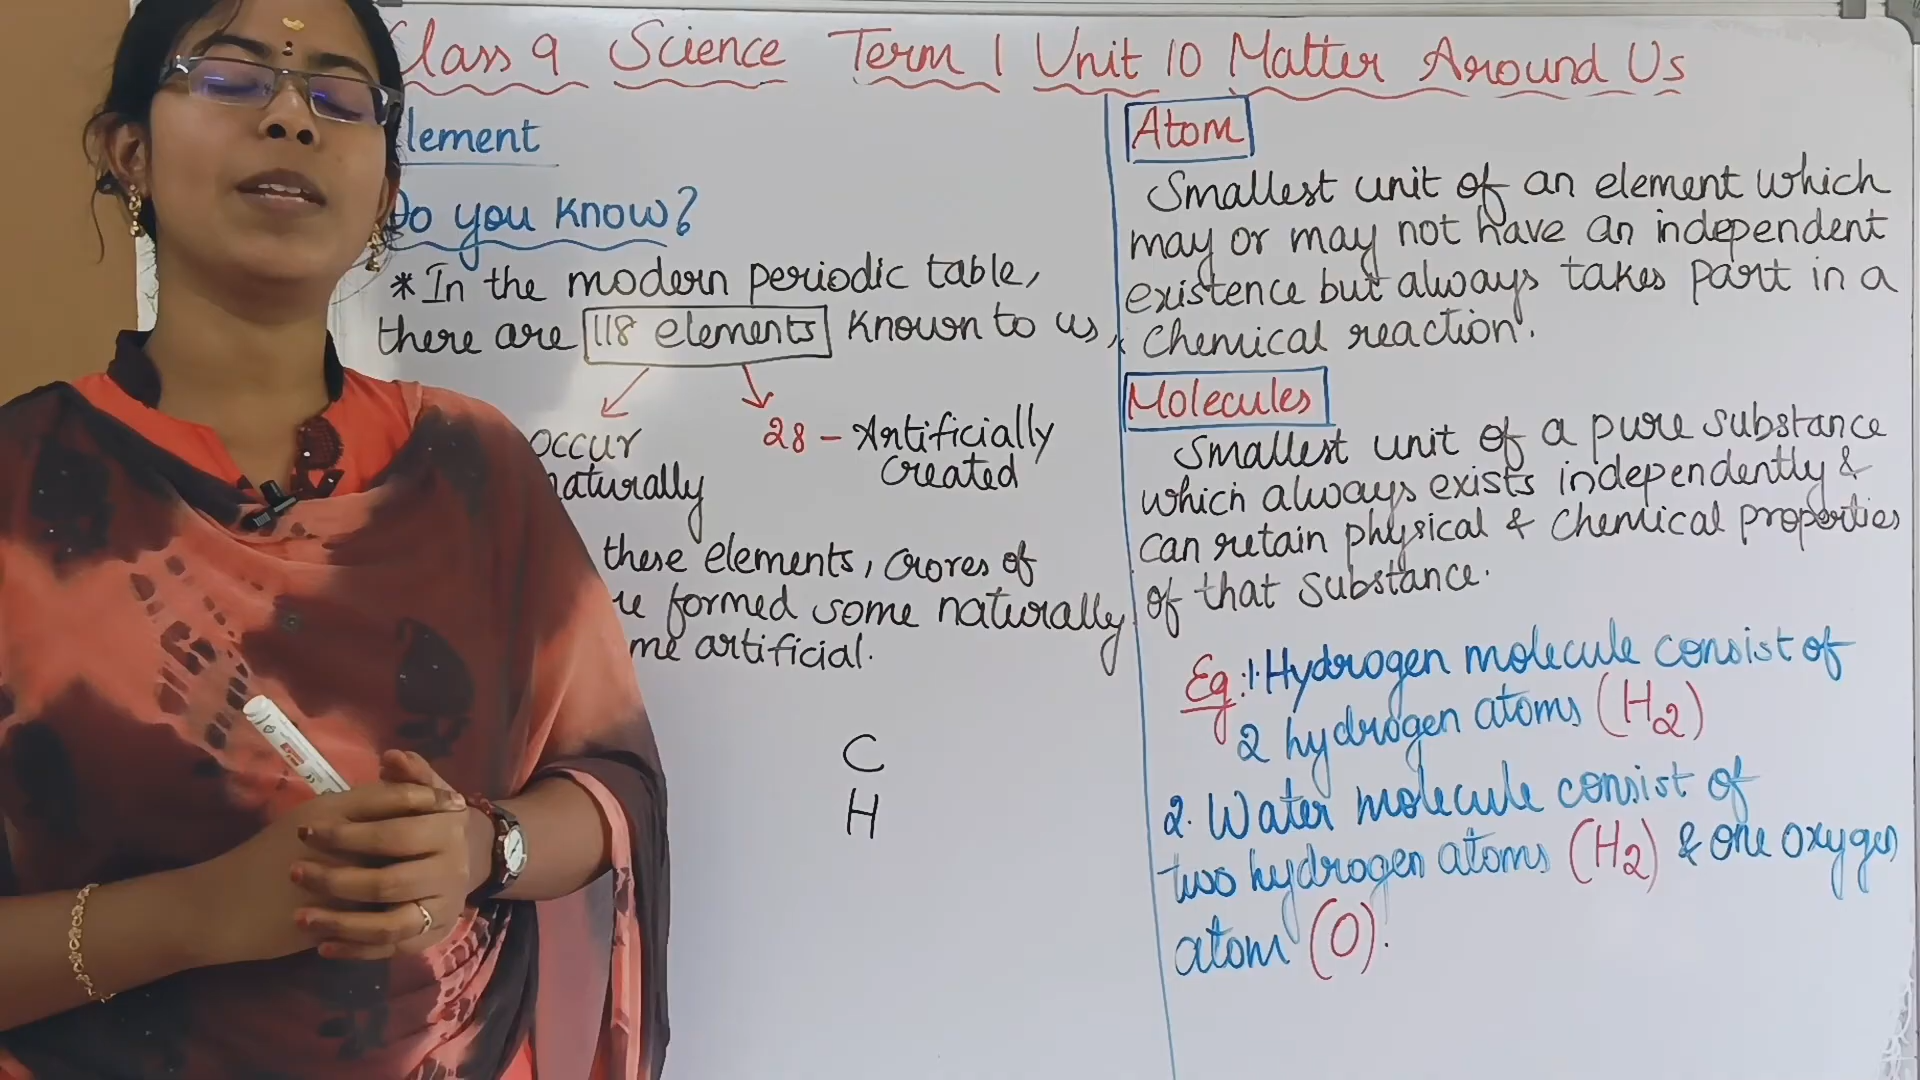 Class 9 Science Term 1 Unit 10 Matter Around Us
lement
Do you know?
*In the modern periodic table,
there are 118 elements known to us,
occur
naturally
28 - Artificially
created
these elements, crores of
formed some naturally
me artificial.
C
H
Atom
Smallest unit of an element which
may or may not have an independent
existence but always takes part in a
chemical reaction.
Molecules
Smallest unit of a pure substance
which always exists independently &
can retain physical & chemical properties
of that substance.
Eg: 1. Hydrogen molecule consist of
2 hydrogen atoms (H2)
2. Water molecule consist of
two hydrogen atoms (H2) & one oxygen
atom (O).